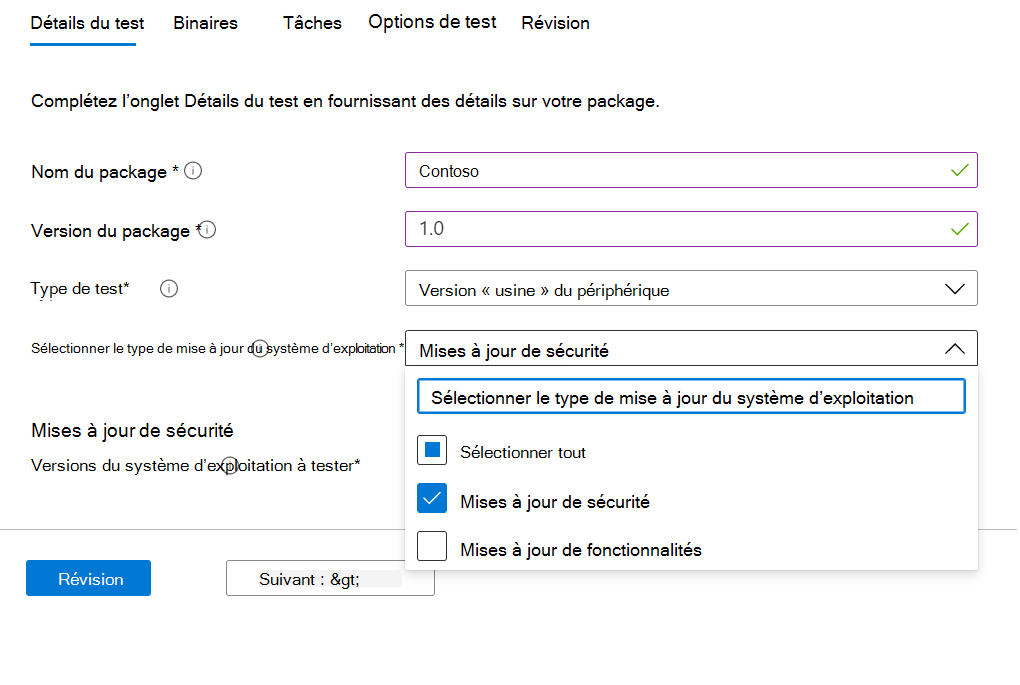 Détails du test Binaires Tâches Options de test Révision
Complétez l’onglet Détails du test en fournissant des détails sur votre package.
Nom du package * Contoso
Version du package * 1.0
Type de test* Version « usine » du périphérique
Sélectionner le type de mise à jour du système d’exploitation * Mises à jour de sécurité
Sélectionner le type de mise à jour du système d’exploitation
Sélectionner tout
Mises à jour de sécurité
Mises à jour de fonctionnalités
Mises à jour de sécurité
Versions du système d’exploitation à tester*
Révision Suivant : &gt;